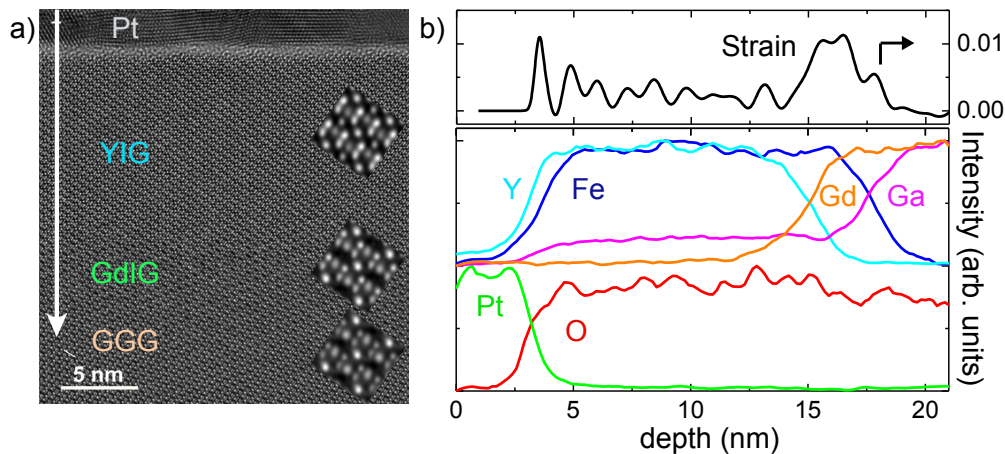 a)
Pt
YIG
GdIG
GGG
5 nm
b)
Strain
0.01
0.00
Y
Fe
Gd
Ga
Pt
O
Intensity (arb. units)
0
5
10
15
20
depth (nm)